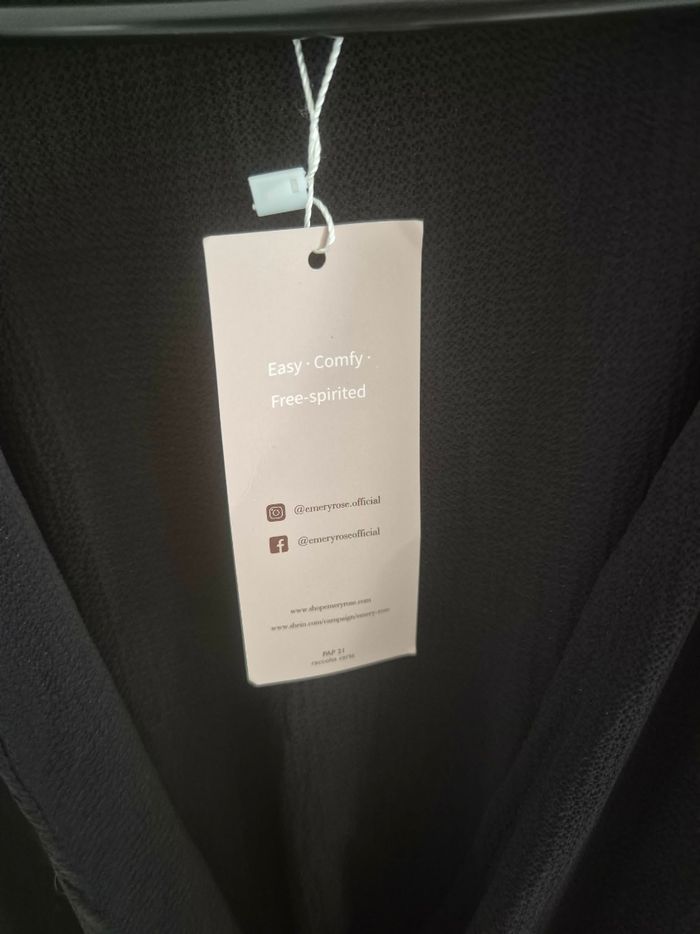 Easy · Comfy ·
Free-spirited
@emeryrose.official
@emeryroseofficial
www.shopemeryrose.com
www.shein.com/campaign/emery-rose
PAP 21
raccolta carta